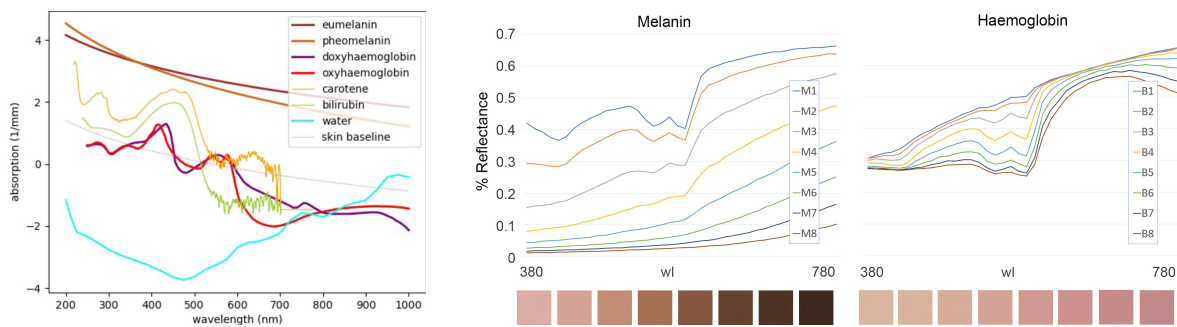 absorption (1/mm)
4
2
0
−2
−4
eumelanin
pheomelanin
doxyhaemoglobin
oxyhaemoglobin
carotene
bilirubin
water
skin baseline
200 300 400 500 600 700 800 900 1000
wavelength (nm)
Melanin
% Reflectance
0.7
0.6
0.5
0.4
0.3
0.2
0.1
0
M1
M2
M3
M4
M5
M6
M7
M8
380 wl 780
Haemoglobin
B1
B2
B3
B4
B5
B6
B7
B8
380 wl 780